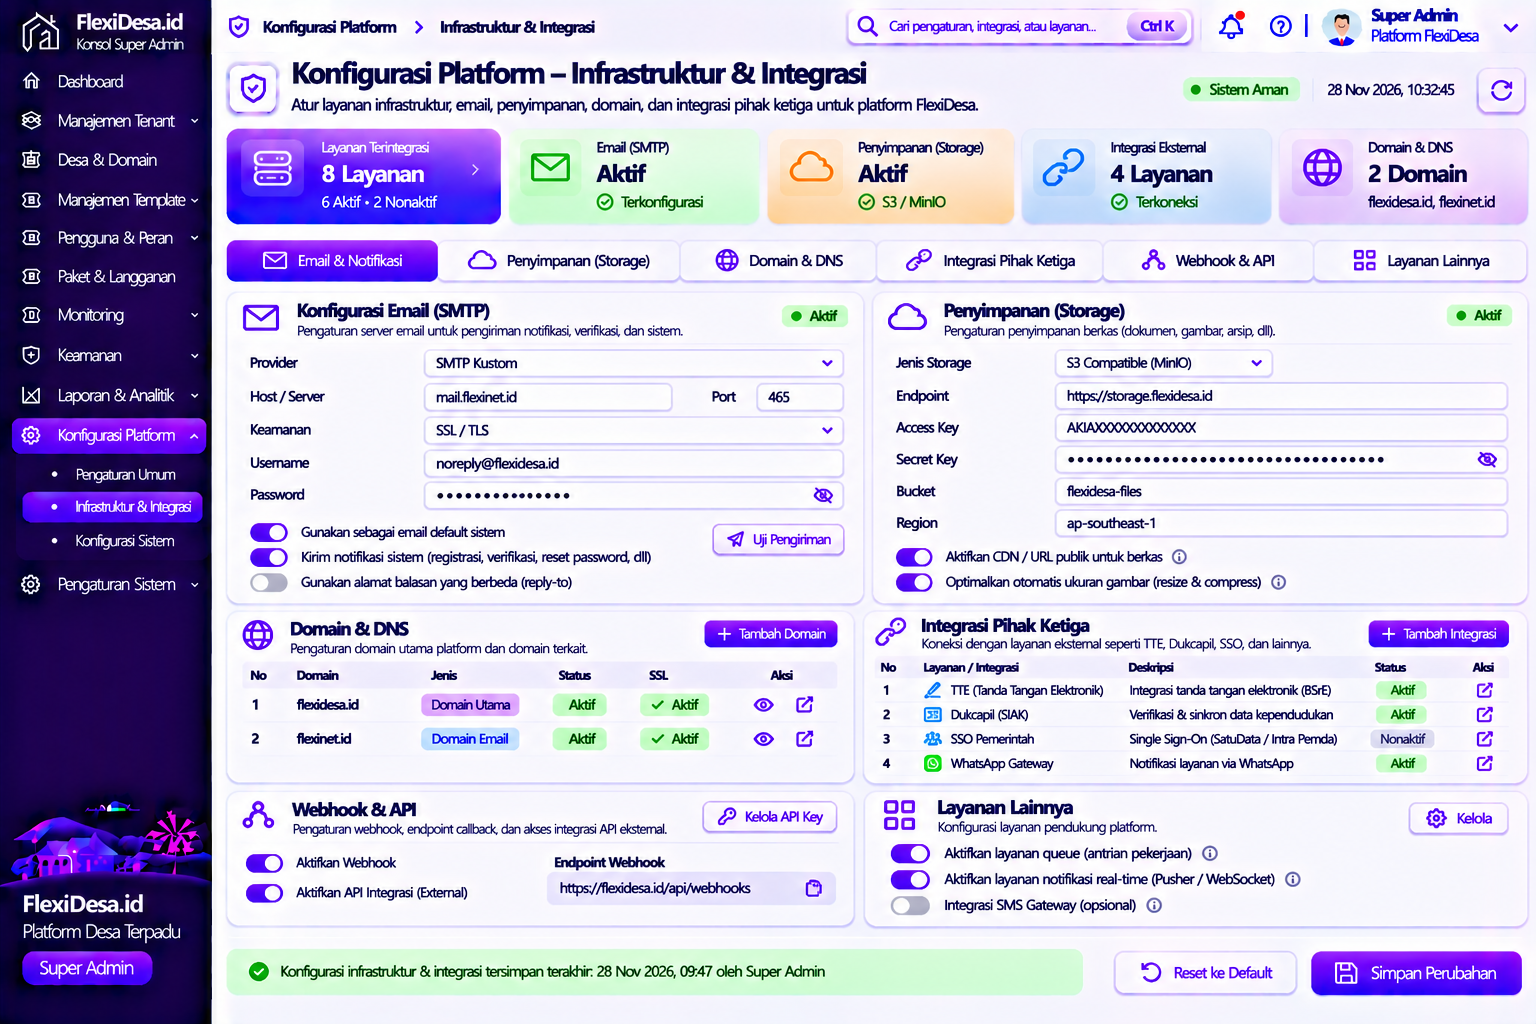 FlexiDesa.id
Konsol Super Admin
Dashboard
Manajemen Tenant
Desa & Domain
Manajemen Template
Pengguna & Peran
Paket & Langganan
Monitoring
Keamanan
Laporan & Analitik
Konfigurasi Platform
Pengaturan Umum
Infrastruktur & Integrasi
Konfigurasi Sistem
Pengaturan Sistem
FlexiDesa.id
Platform Desa Terpadu
Super Admin
Konfigurasi Platform > Infrastruktur & Integrasi
Cari pengaturan, integrasi, atau layanan... Ctrl K
Super Admin
Platform FlexiDesa
Konfigurasi Platform – Infrastruktur & Integrasi
Atur layanan infrastruktur, email, penyimpanan, domain, dan integrasi pihak ketiga untuk platform FlexiDesa.
Sistem Aman
28 Nov 2026, 10:32:45
Layanan Terintegrasi
8 Layanan
6 Aktif • 2 Nonaktif
Email (SMTP)
Aktif
Terkonfigurasi
Penyimpanan (Storage)
Aktif
S3 / MinIO
Integrasi Eksternal
4 Layanan
Terkoneksi
Domain & DNS
2 Domain
flexidesa.id, flexinet.id
Email & Notifikasi
Penyimpanan (Storage)
Domain & DNS
Integrasi Pihak Ketiga
Webhook & API
Layanan Lainnya
Konfigurasi Email (SMTP)
Pengaturan server email untuk pengiriman notifikasi, verifikasi, dan sistem.
Aktif
Provider SMTP Kustom
Host / Server mail.flexinet.id Port 465
Keamanan SSL / TLS
Username noreply@flexidesa.id
Password •••••••••••••••
Gunakan sebagai email default sistem
Kirim notifikasi sistem (registrasi, verifikasi, reset password, dll)
Gunakan alamat balasan yang berbeda (reply-to)
Uji Pengiriman
Penyimpanan (Storage)
Pengaturan penyimpanan berkas (dokumen, gambar, arsip, dll).
Aktif
Jenis Storage S3 Compatible (MinIO)
Endpoint https://storage.flexidesa.id
Access Key AKIAXXXXXXXXXXXXX
Secret Key ••••••••••••••••••••••••••••••••••
Bucket flexidesa-files
Region ap-southeast-1
Aktifkan CDN / URL publik untuk berkas
Optimalkan otomatis ukuran gambar (resize & compress)
Domain & DNS
Pengaturan domain utama platform dan domain terkait.
+ Tambah Domain
No Domain Jenis Status SSL Aksi
1 flexidesa.id Domain Utama Aktif Aktif
2 flexinet.id Domain Email Aktif Aktif
Integrasi Pihak Ketiga
Koneksi dengan layanan eksternal seperti TTE, Dukcapil, SSO, dan lainnya.
+ Tambah Integrasi
No Layanan / Integrasi Deskripsi Status Aksi
1 TTE (Tanda Tangan Elektronik) Integrasi tanda tangan elektronik (BSrE) Aktif
2 Dukcapil (SIAK) Verifikasi & sinkron data kependudukan Aktif
3 SSO Pemerintah Single Sign-On (SatuData / Intra Pemda) Nonaktif
4 WhatsApp Gateway Notifikasi layanan via WhatsApp Aktif
Webhook & API
Pengaturan webhook, endpoint callback, dan akses integrasi API eksternal.
Kelola API Key
Aktifkan Webhook
Aktifkan API Integrasi (External)
Endpoint Webhook
https://flexidesa.id/api/webhooks
Layanan Lainnya
Konfigurasi layanan pendukung platform.
Kelola
Aktifkan layanan queue (antrian pekerjaan)
Aktifkan layanan notifikasi real-time (Pusher / WebSocket)
Integrasi SMS Gateway (opsional)
Konfigurasi infrastruktur & integrasi tersimpan terakhir: 28 Nov 2026, 09:47 oleh Super Admin
Reset ke Default
Simpan Perubahan